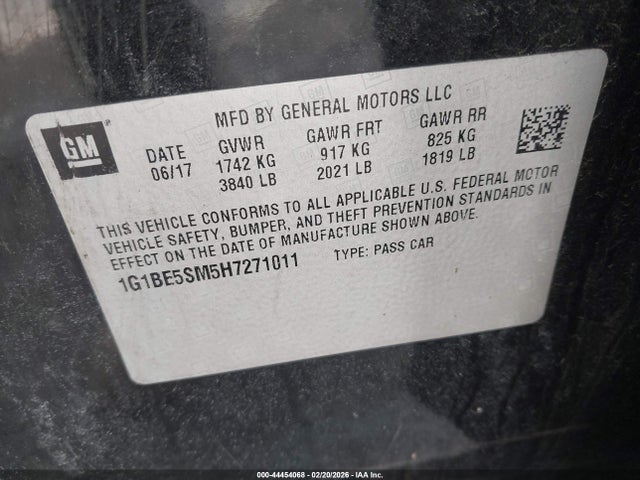 GM
MFD BY GENERAL MOTORS LLC
DATE GVWR GAWR FRT GAWR RR
06/17 1742 KG 917 KG 825 KG
3840 LB 2021 LB 1819 LB
THIS VEHICLE CONFORMS TO ALL APPLICABLE U.S. FEDERAL MOTOR
VEHICLE SAFETY, BUMPER, AND THEFT PREVENTION STANDARDS IN
EFFECT ON THE DATE OF MANUFACTURE SHOWN ABOVE.
1G1BE5SM5H7271011 TYPE: PASS CAR
000-44454068 - 02/20/2026 - IAA Inc.